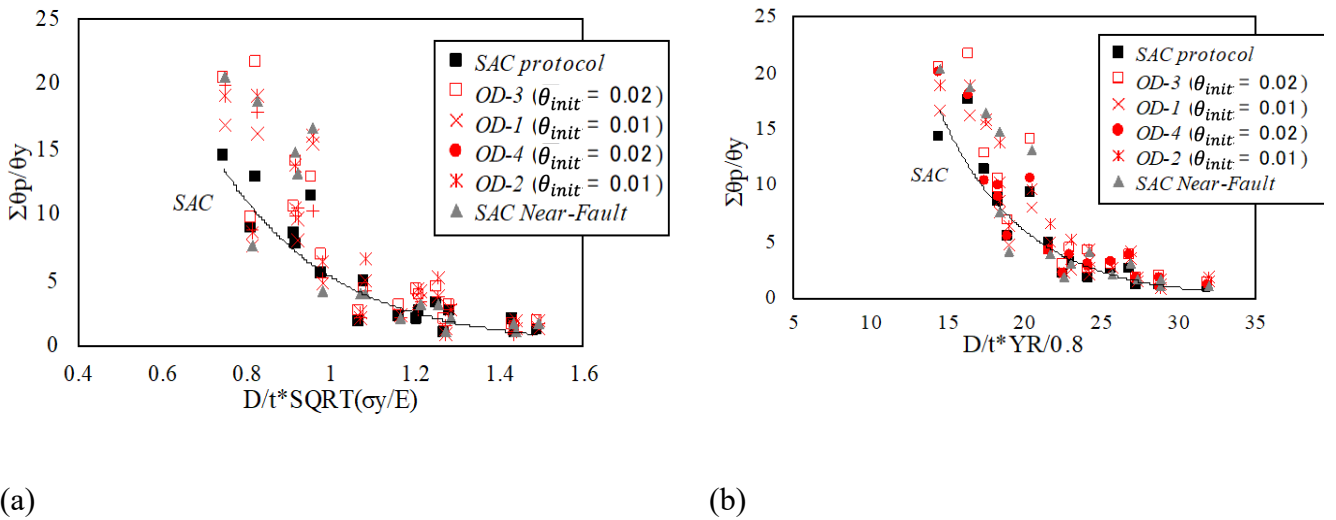 25
20
15
10
5
0
Σθp/θy
0.4 0.6 0.8 1 1.2 1.4 1.6
D/t*SQRT(σy/E)
SAC
SAC protocol
OD-3 (θinit = 0.02)
OD-1 (θinit = 0.01)
OD-4 (θinit = 0.02)
OD-2 (θinit = 0.01)
SAC Near-Fault
(a)
25
20
15
10
5
0
Σθp/θy
5 10 15 20 25 30 35
D/t*YR/0.8
SAC
SAC protocol
OD-3 (θinit = 0.02)
OD-1 (θinit = 0.01)
OD-4 (θinit = 0.02)
OD-2 (θinit = 0.01)
SAC Near-Fault
(b)